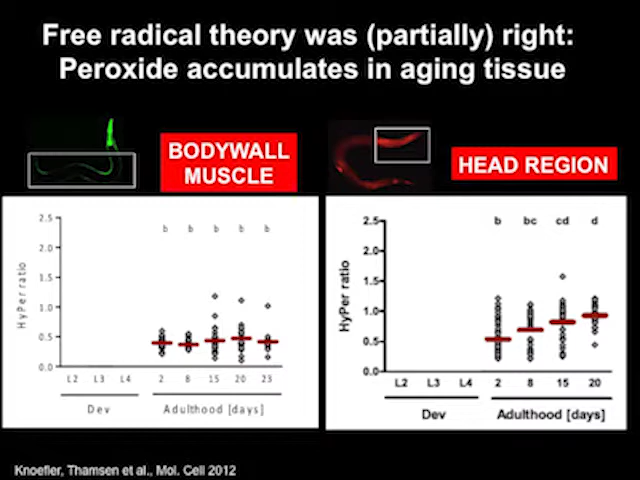 Free radical theory was (partially) right:
Peroxide accumulates in aging tissue
BODYWALL
MUSCLE
HEAD REGION
HyPer ratio
2.5
2.0
1.5
1.0
0.5
0.0
b b b b b
L2 L3 L4 2 8 15 20 23
Dev Adulthood [days]
HyPer ratio
2.5
2.0
1.5
1.0
0.5
0.0
b bc cd d
L2 L3 L4 2 8 15 20
Dev Adulthood [days]
Knoefler, Thamsen et al., Mol. Cell 2012